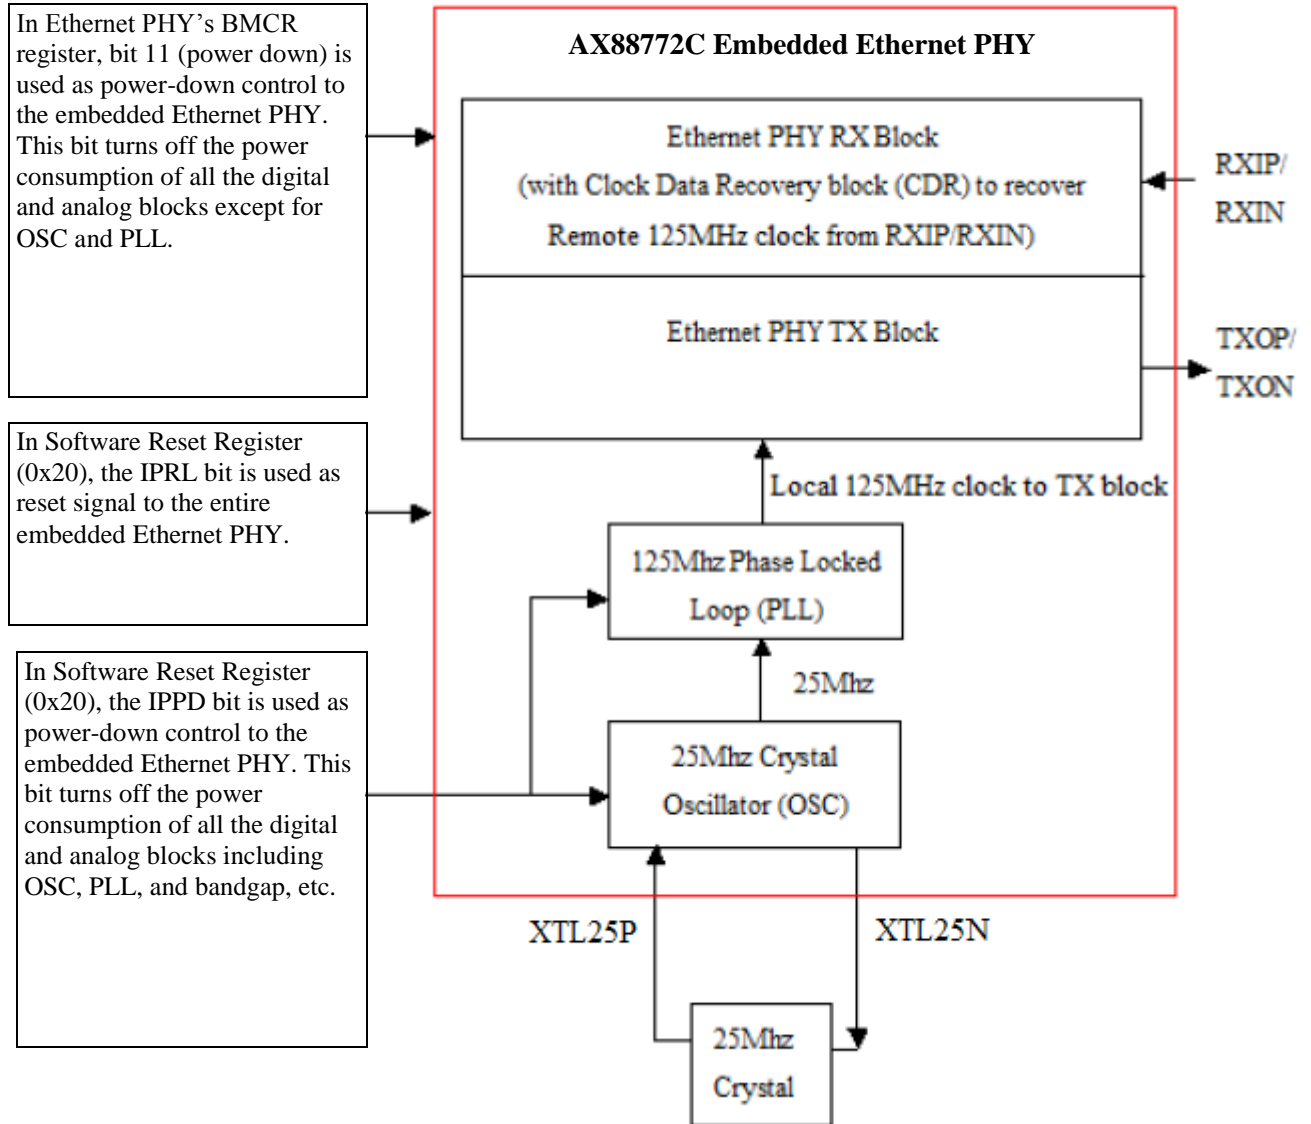 In Ethernet PHY's BMCR
register, bit 11 (power down) is
used as power-down control to
the embedded Ethernet PHY.
This bit turns off the power
consumption of all the digital
and analog blocks except for
OSC and PLL.
In Software Reset Register
(0x20), the IPRL bit is used as
reset signal to the entire
embedded Ethernet PHY.
In Software Reset Register
(0x20), the IPPD bit is used as
power-down control to the
embedded Ethernet PHY. This
bit turns off the power
consumption of all the digital
and analog blocks including
OSC, PLL, and bandgap, etc.
AX88772C Embedded Ethernet PHY
Ethernet PHY RX Block
(with Clock Data Recovery block (CDR) to recover
Remote 125MHz clock from RXIP/RXIN)
RXIP/
RXIN
Ethernet PHY TX Block
TXOP/
TXON
Local 125MHz clock to TX block
125Mhz Phase Locked
Loop (PLL)
25Mhz
25Mhz Crystal
Oscillator (OSC)
XTL25P
XTL25N
25Mhz
Crystal